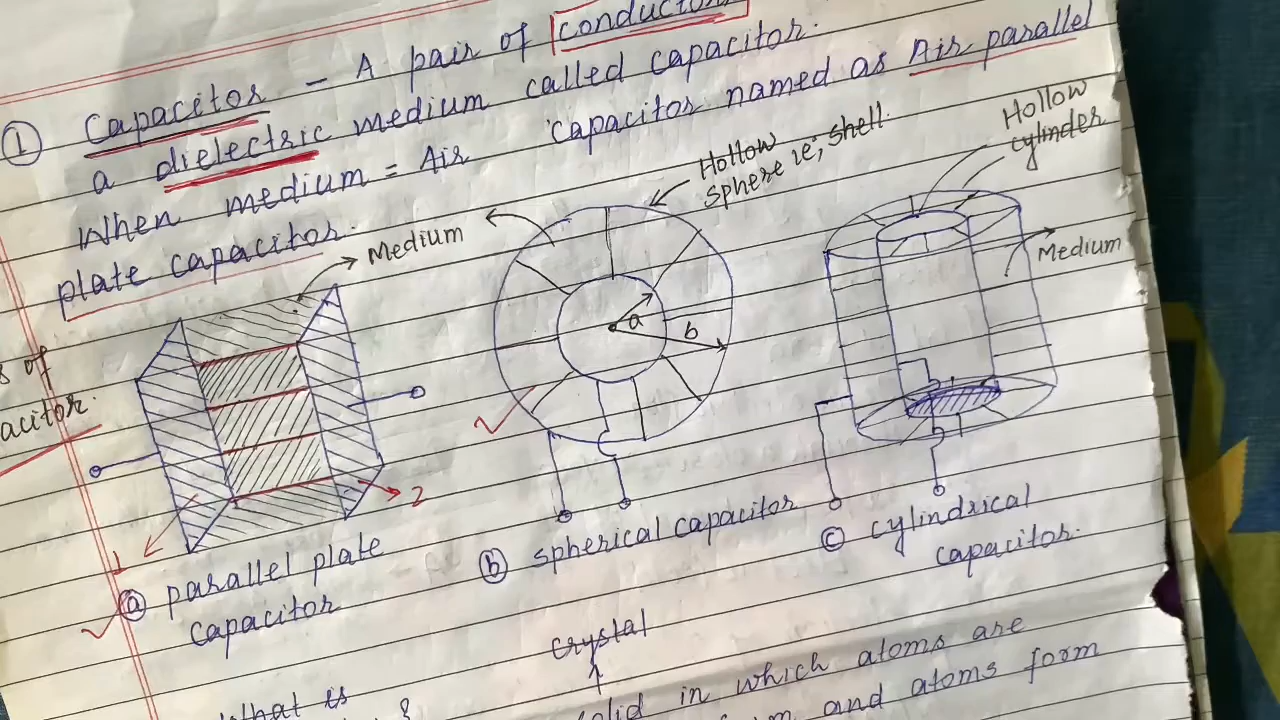 ① Capacitor - A pair of conductor
a dielectric medium called capacitor.
When medium = Air capacitor named as Air parallel
plate capacitor.
Medium
Hollow
sphere ie; shell.
Hollow
cylinder
Medium
s of
acitor.
a
b
1
2
ⓐ parallel plate
capacitor
ⓑ spherical capacitor
ⓒ cylindrical
capacitor.
crystal
What is
solid in which atoms are
and atoms form